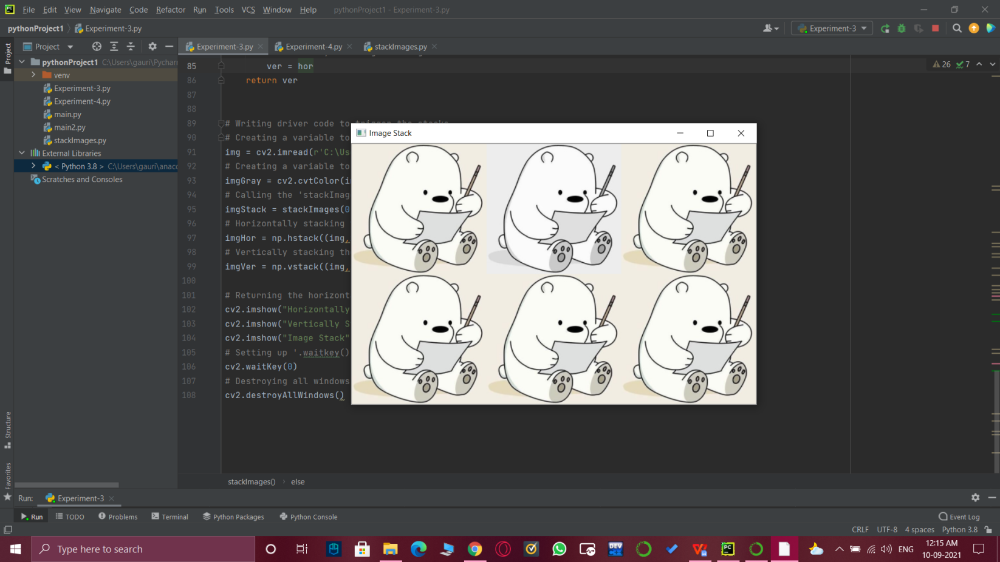 PC File Edit View Navigate Code Refactor Run Tools VCS Window Help pythonProject1 - Experiment-3.py
pythonProject1 Experiment-3.py Experiment-3
Project Experiment-3.py Experiment-4.py stackImages.py
Project
pythonProject1 C:\Users\gauri\Pycharm
venv
Experiment-3.py
Experiment-4.py
main.py
main2.py
stackImages.py
External Libraries
< Python 3.8 > C:\Users\gauri\anaco
Scratches and Consoles
26 7
85 ver = hor
86 return ver
87
88
89 # Writing driver code to trigger the stacks
90 # Creating a variable to
91 img = cv2.imread(r'C:\Us
92 # Creating a variable to
93 imgGray = cv2.cvtColor(i
94 # Calling the 'stackImag
95 imgStack = stackImages(0
96 # Horizontally stacking
97 imgHor = np.hstack((img,
98 # Vertically stacking th
99 imgVer = np.vstack((img,
100
101 # Returning the horizont
102 cv2.imshow("Horizontally
103 cv2.imshow("Vertically S
104 cv2.imshow("Image Stack"
105 # Setting up '.waitkey()
106 cv2.waitKey(0)
107 # Destroying all windows
108 cv2.destroyAllWindows()
Image Stack
Structure
Favorites
stackImages() › else
Run: Experiment-3
Run TODO Problems Terminal Python Packages Python Console Event Log
CRLF UTF-8 4 spaces Python 3.8
Type here to search
DEV
PC
ENG
12:15 AM
10-09-2021